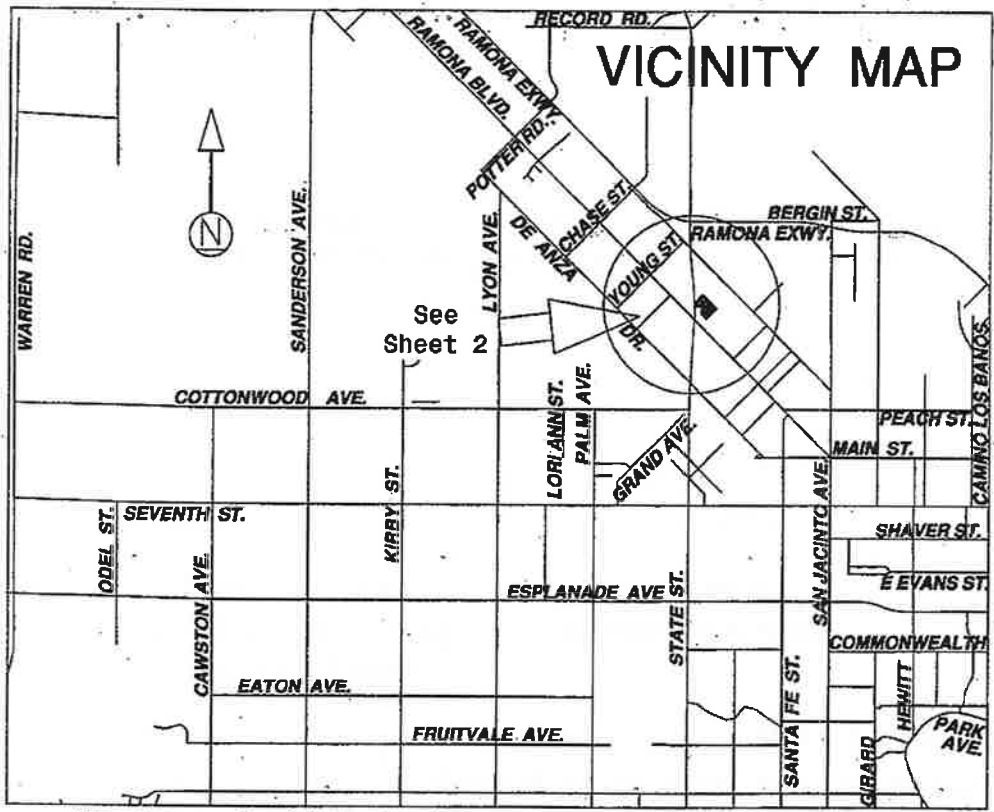 RECORD RD.
VICINITY MAP
RAMONA EXWY.
RAMONA BLVD.
POTTER RD.
CHASE ST.
BERGIN ST.
RAMONA EXWY.
DE ANZA
DR.
YOUNG ST.
WARREN RD.
N
SANDERSON AVE.
LYON AVE.
See
Sheet 2
COTTONWOOD AVE.
LORI ANN ST.
PALM AVE.
GRAND AVE.
PEACH ST.
MAIN ST.
CAMINO LOS BANOS
ODEL ST.
SEVENTH ST.
KIRBY ST.
SHAVER ST.
SAN JACINTO AVE.
E EVANS ST.
CAWSTON AVE.
ESPLANADE AVE
STATE ST.
COMMONWEALTH
EATON AVE.
FRUITVALE AVE.
SANTA FE ST.
GIRARD
HEWITT
PARK
AVE.